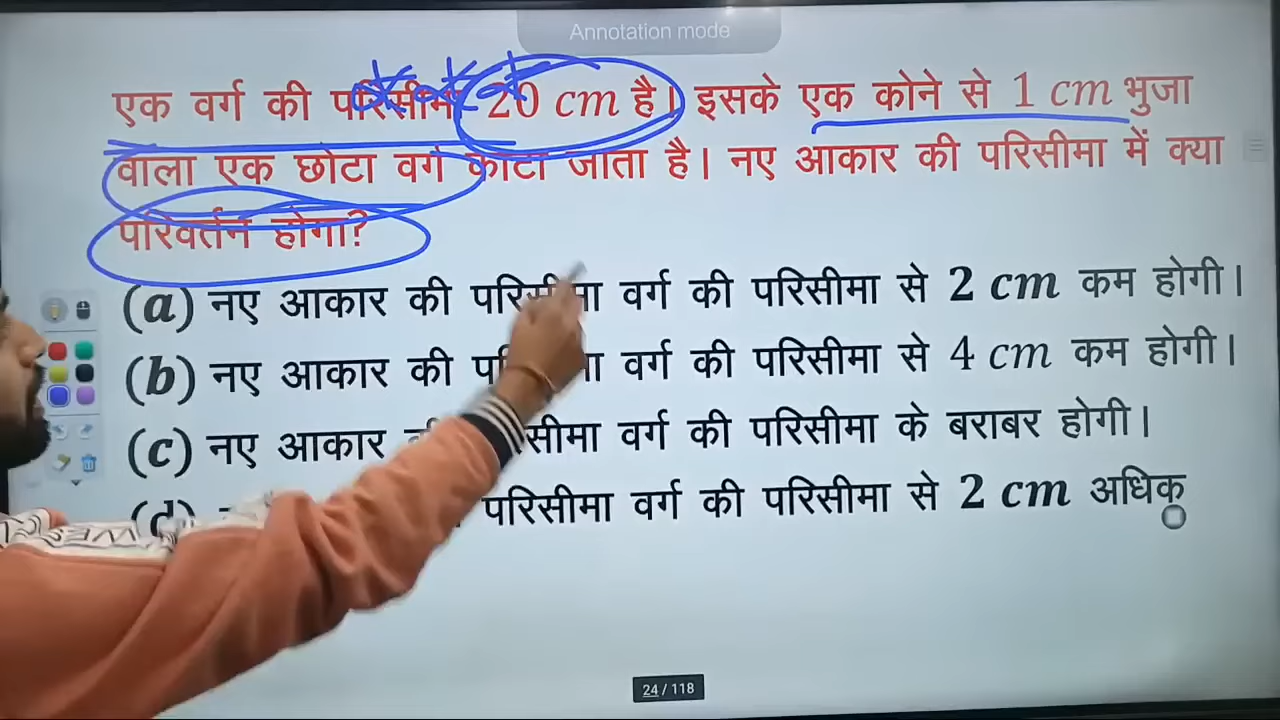 Annotation mode
एक वर्ग की परिसीमा 20 cm है। इसके एक कोने से 1 cm भुजा
वाला एक छोटा वर्ग काटा जाता है। नए आकार की परिसीमा में क्या
परिवर्तन होगा?
(a) नए आकार की परिसीमा वर्ग की परिसीमा से 2 cm कम होगी।
(b) नए आकार की वर्ग की परिसीमा से 4 cm कम होगी।
(c) नए आकार वर्ग की परिसीमा के बराबर होगी।
(d) परिसीमा वर्ग की परिसीमा से 2 cm अधिक
24 / 118